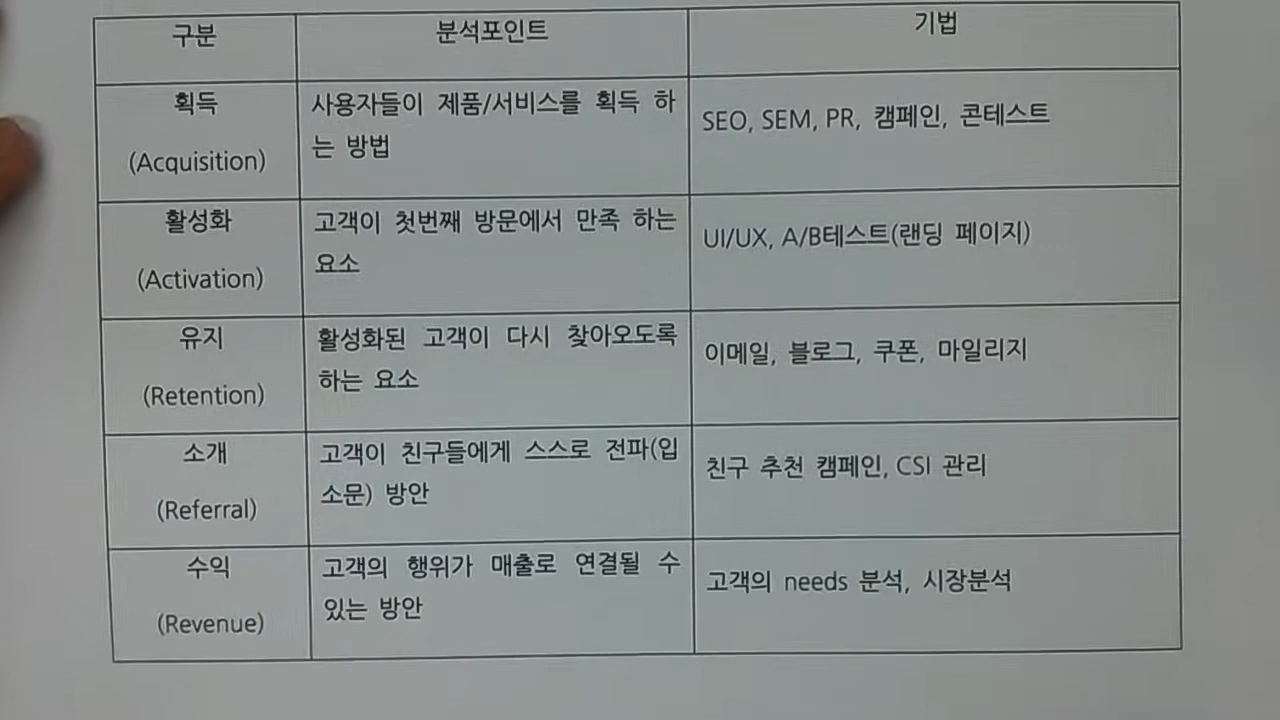 구분
분석포인트
기법
획득
(Acquisition)
사용자들이 제품/서비스를 획득 하
는 방법
SEO, SEM, PR, 캠페인, 콘테스트
활성화
(Activation)
고객이 첫번째 방문에서 만족 하는
요소
UI/UX, A/B테스트(랜딩 페이지)
유지
(Retention)
활성화된 고객이 다시 찾아오도록
하는 요소
이메일, 블로그, 쿠폰, 마일리지
소개
(Referral)
고객이 친구들에게 스스로 전파(입
소문) 방안
친구 추천 캠페인, CSI 관리
수익
(Revenue)
고객의 행위가 매출로 연결될 수
있는 방안
고객의 needs 분석, 시장분석